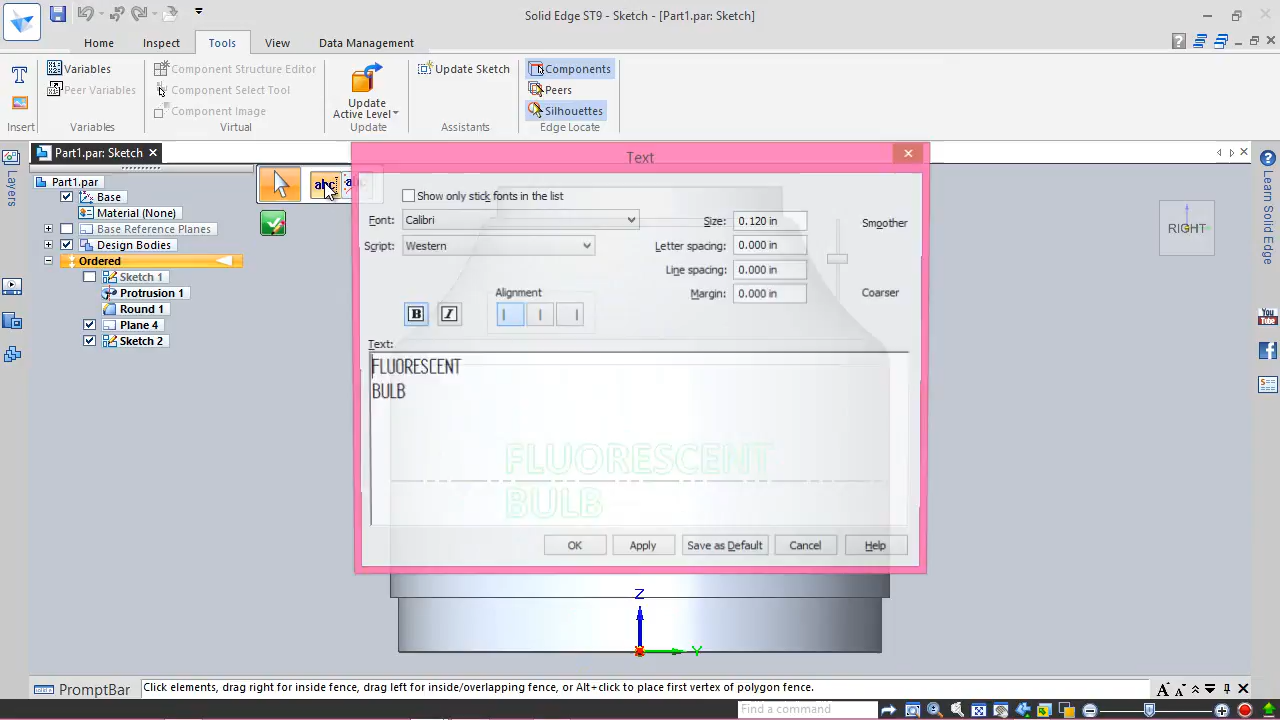 Solid Edge ST9 - Sketch - [Part1.par: Sketch]
Home Inspect Tools View Data Management
Variables
Peer Variables
Component Structure Editor
Component Select Tool
Component Image
Update
Active Level
Update Sketch
Components
Peers
Silhouettes
Insert Variables Virtual Update Assistants Edge Locate
Layers
Part1.par: Sketch
Part1.par
Base
Material (None)
Base Reference Planes
Design Bodies
Ordered
Sketch 1
Protrusion 1
Round 1
Plane 4
Sketch 2
abc
Text
Show only stick fonts in the list
Font: Calibri
Script: Western
Size: 0.120 in
Letter spacing: 0.000 in
Line spacing: 0.000 in
Margin: 0.000 in
Smoother
Coarser
B I
Alignment
Text:
FLUORESCENT
BULB
FLUORESCENT
BULB
OK Apply Save as Default Cancel Help
RIGHT
Learn Solid Edge
You Tube
Z
Y
PromptBar
Click elements, drag right for inside fence, drag left for inside/overlapping fence, or Alt+click to place first vertex of polygon fence.
Find a command